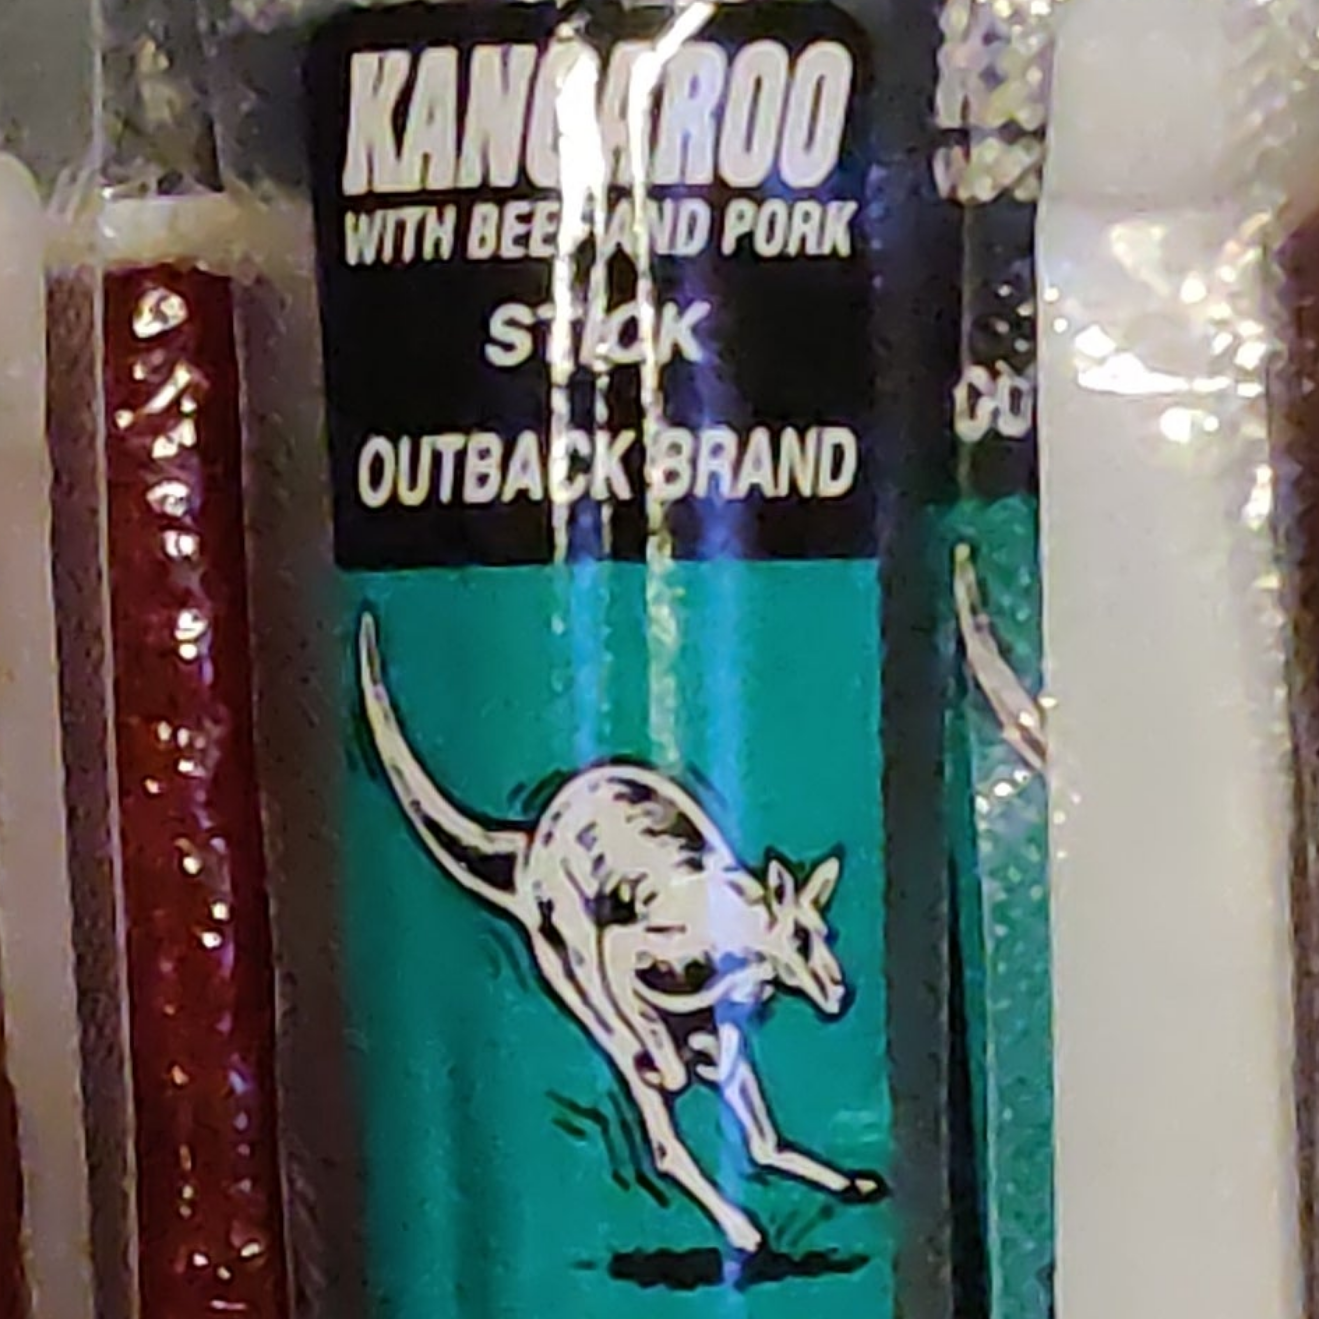 KANGAROO
WITH BEEF AND PORK
STICK
OUTBACK BRAND